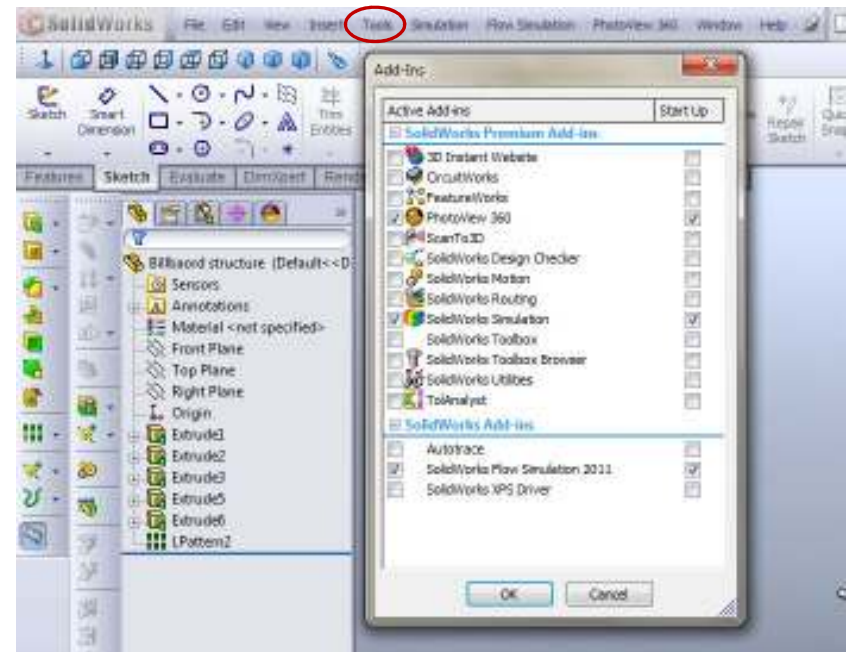 SolidWorks File Edit View Insert Tools Simulation Flow Simulation PhotoView 360 Window Help
Sketch Smart Dimension Trim Entities Repair Sketch
Features Sketch Evaluate DimXpert
Billbaord structure (Default<<D
Sensors
Annotations
Material <not specified>
Front Plane
Top Plane
Right Plane
Origin
Extrude1
Extrude2
Extrude3
Extrude5
Extrude6
LPattern2
Add-Ins
Active Add-ins Start Up
SolidWorks Premium Add-ins
3D Instant Website
CircuitWorks
FeatureWorks
PhotoView 360
ScanTo3D
SolidWorks Design Checker
SolidWorks Motion
SolidWorks Routing
SolidWorks Simulation
SolidWorks Toolbox
SolidWorks Toolbox Browser
SolidWorks Utilities
TolAnalyst
SolidWorks Add-ins
Autotrace
SolidWorks Flow Simulation 2011
SolidWorks XPS Driver
OK Cancel